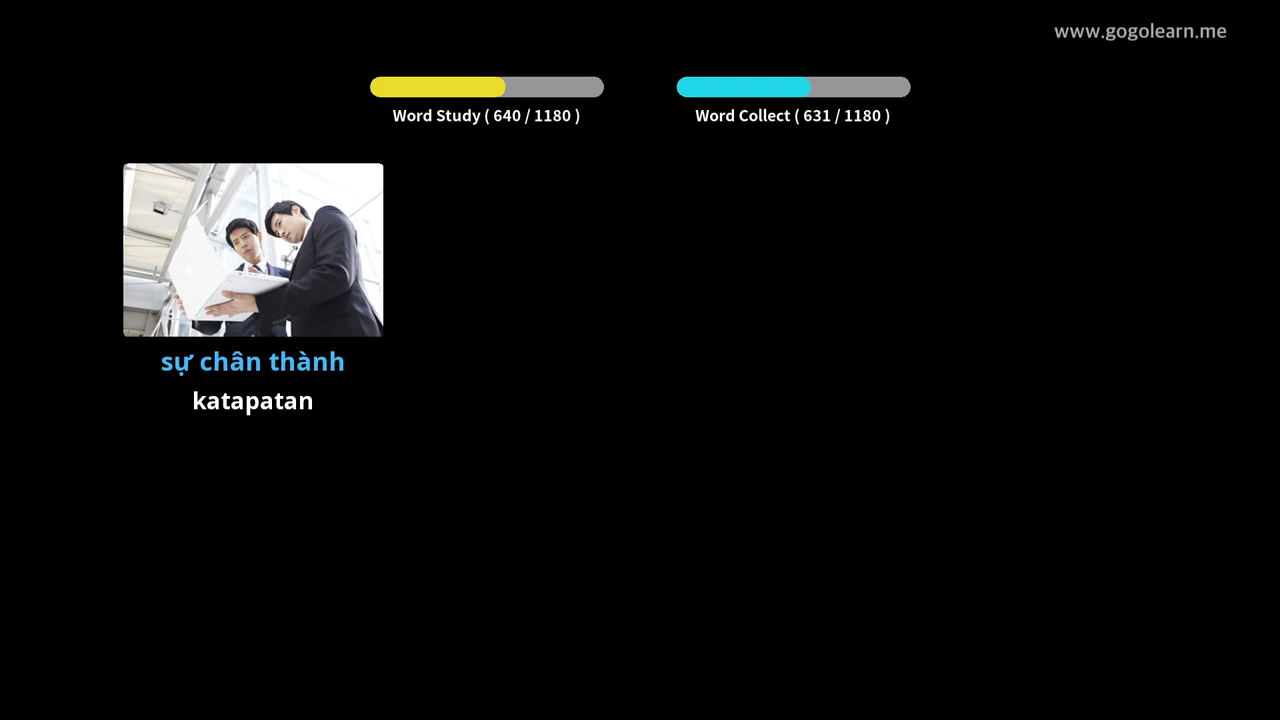 www.gogolearn.me
Word Study ( 640 / 1180 )
Word Collect ( 631 / 1180 )
sự chân thành
katapatan